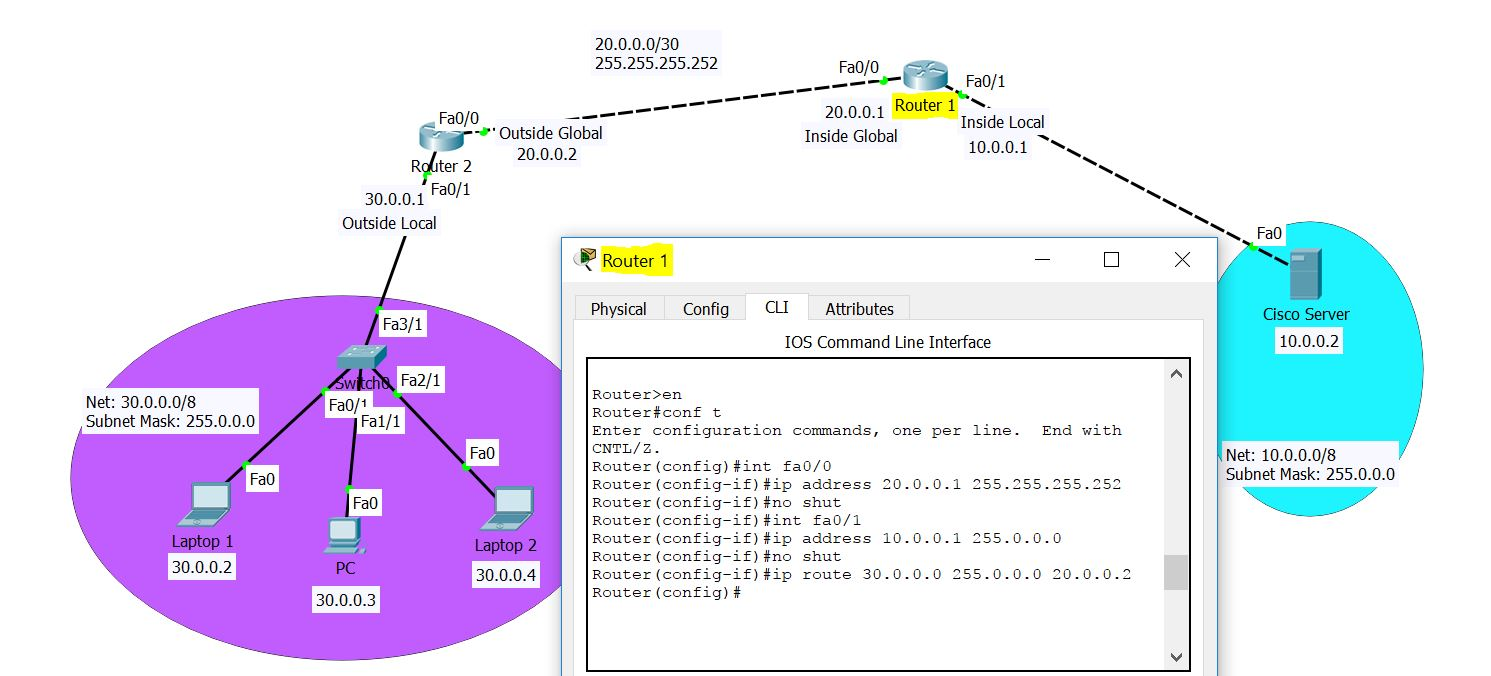 20.0.0.0/30
255.255.255.252
Fa0/0
Fa0/1
Router 1
20.0.0.1
Inside Global
Inside Local
10.0.0.1
Fa0/0
Outside Global
20.0.0.2
Router 2
Fa0/1
30.0.0.1
Outside Local
Fa0
Cisco Server
10.0.0.2
Net: 10.0.0.0/8
Subnet Mask: 255.0.0.0
Fa3/1
Switch0
Fa2/1
Fa0/1
Fa1/1
Net: 30.0.0.0/8
Subnet Mask: 255.0.0.0
Fa0
Fa0
Fa0
Laptop 1
30.0.0.2
PC
30.0.0.3
Laptop 2
30.0.0.4
Router 1
Physical Config CLI Attributes
IOS Command Line Interface
Router>en
Router#conf t
Enter configuration commands, one per line. End with
CNTL/Z.
Router(config)#int fa0/0
Router(config-if)#ip address 20.0.0.1 255.255.255.252
Router(config-if)#no shut
Router(config-if)#int fa0/1
Router(config-if)#ip address 10.0.0.1 255.0.0.0
Router(config-if)#no shut
Router(config-if)#ip route 30.0.0.0 255.0.0.0 20.0.0.2
Router(config)#